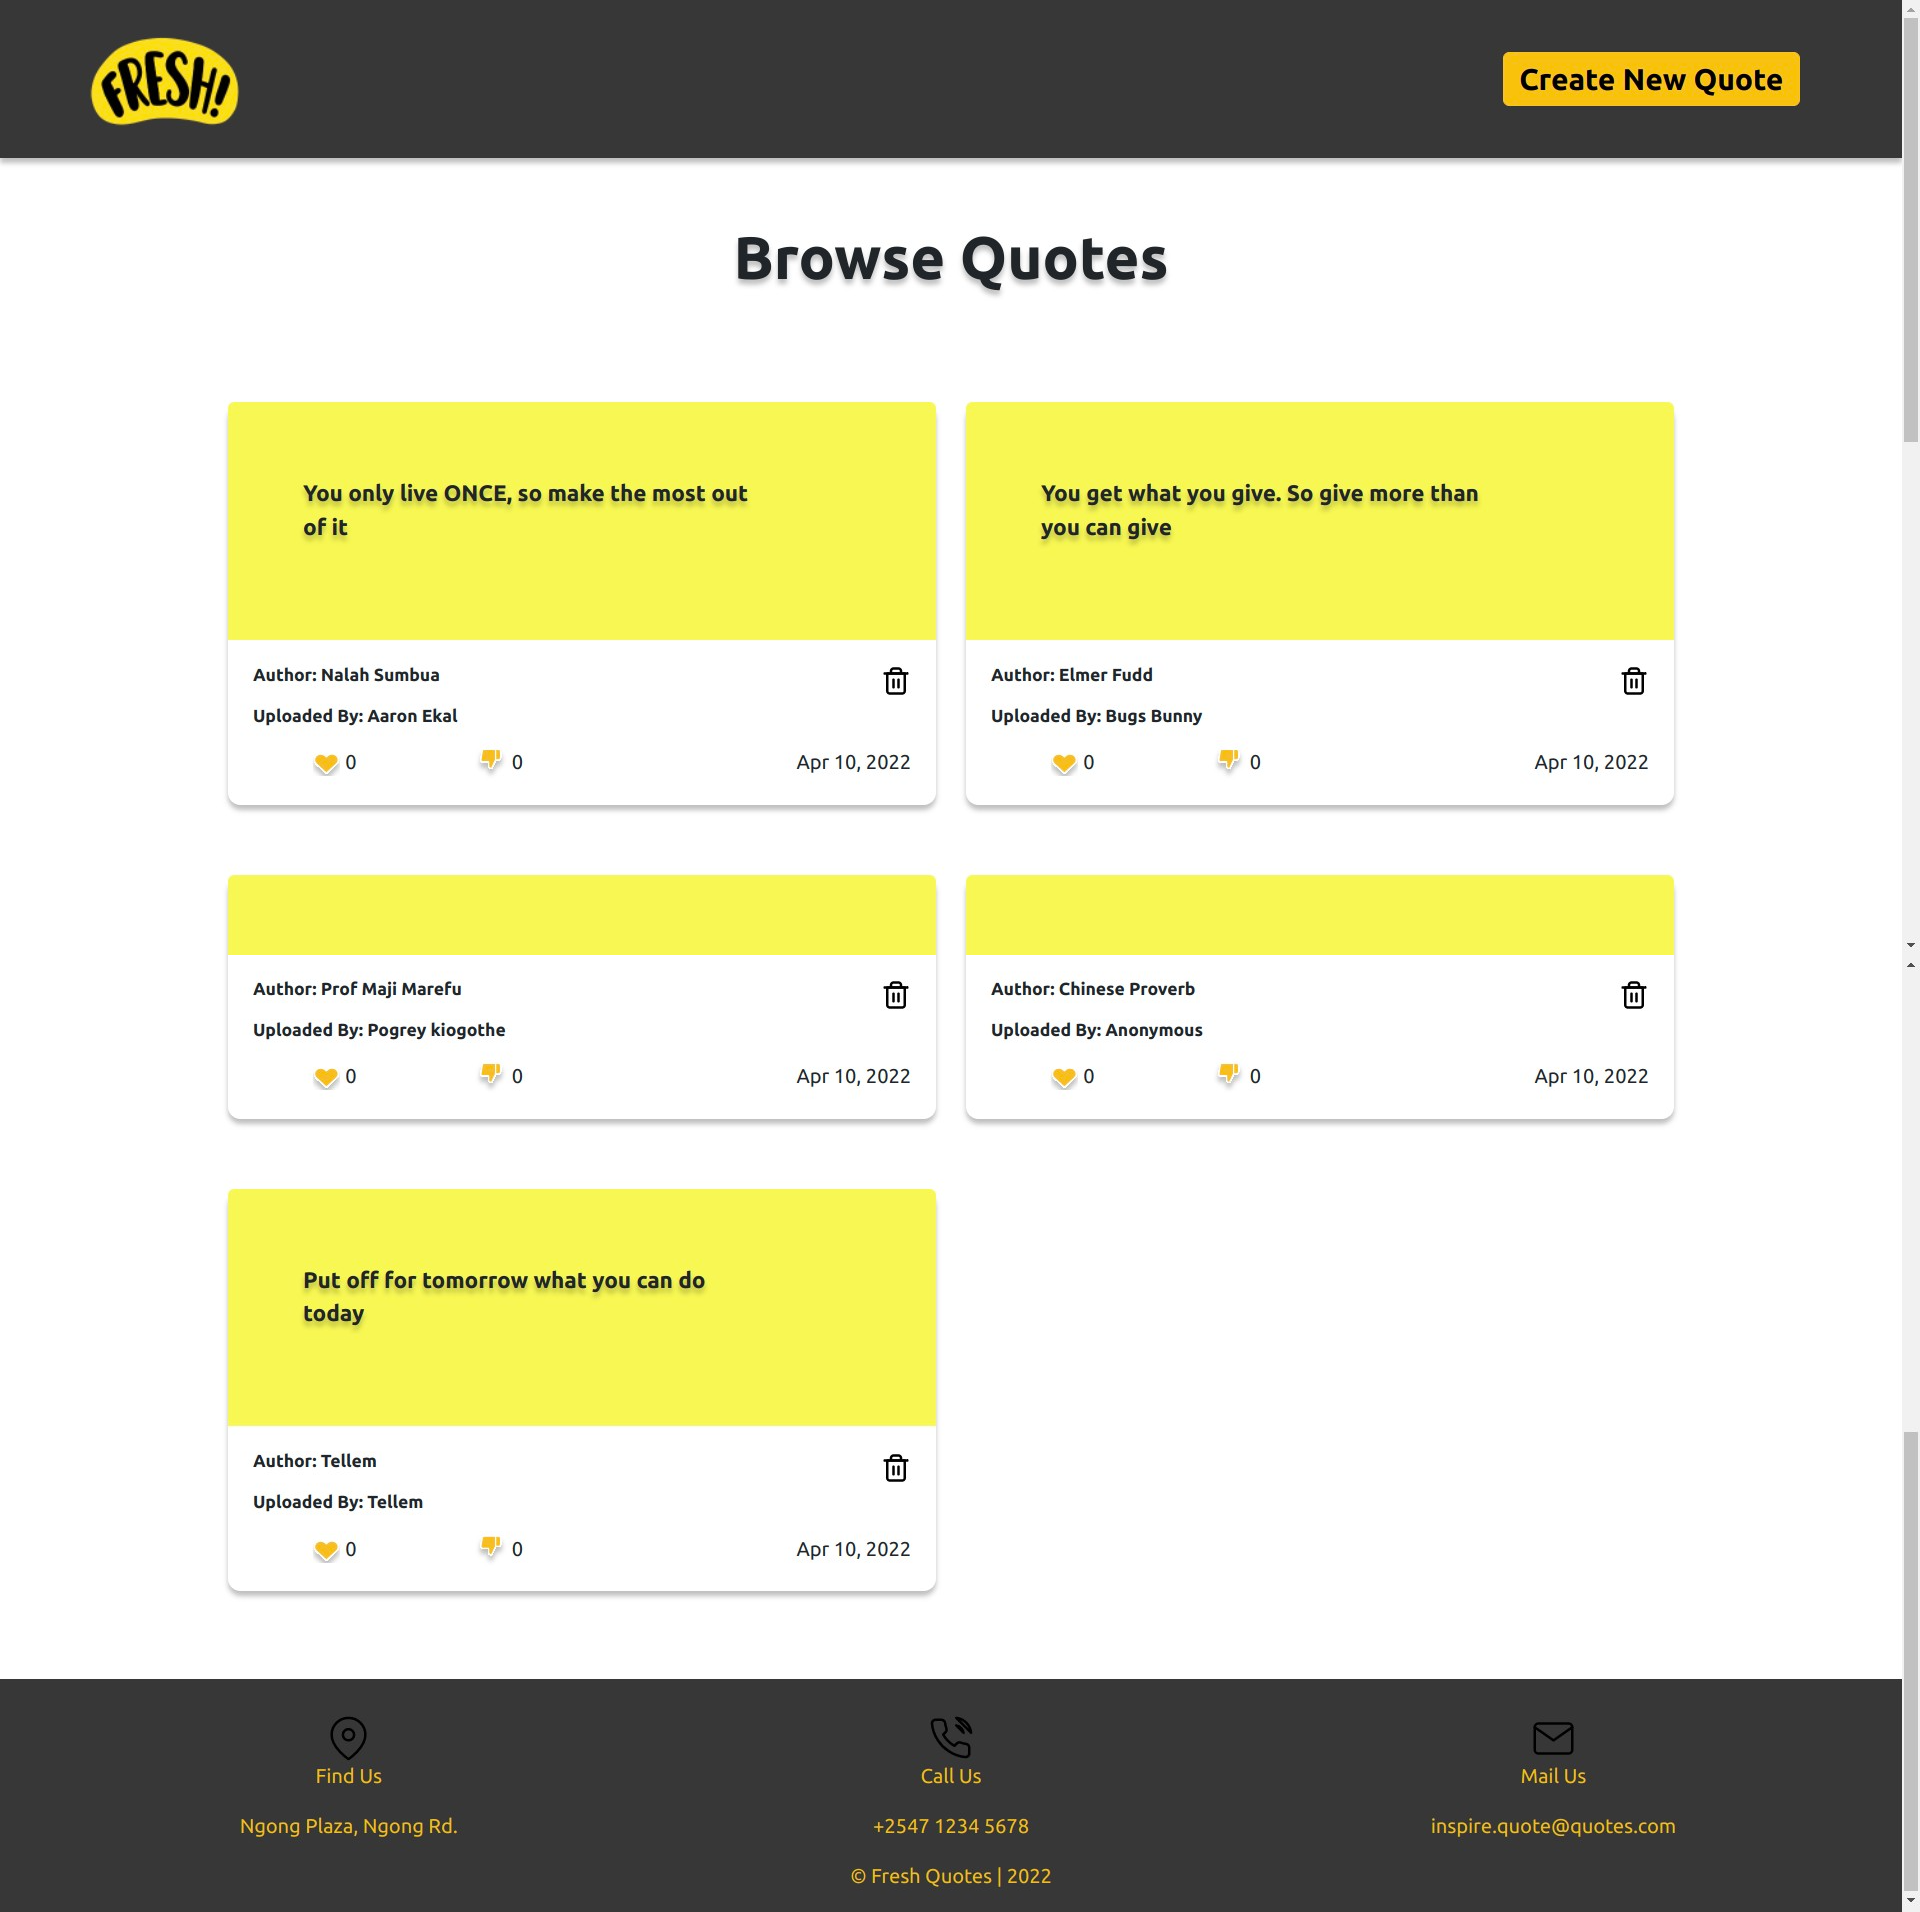 FRESH!
Create New Quote
Browse Quotes
You only live ONCE, so make the most out
of it
Author: Nalah Sumbua
Uploaded By: Aaron Ekal
0
0
Apr 10, 2022
You get what you give. So give more than
you can give
Author: Elmer Fudd
Uploaded By: Bugs Bunny
0
0
Apr 10, 2022
Author: Prof Maji Marefu
Uploaded By: Pogrey kiogothe
0
0
Apr 10, 2022
Author: Chinese Proverb
Uploaded By: Anonymous
0
0
Apr 10, 2022
Put off for tomorrow what you can do
today
Author: Tellem
Uploaded By: Tellem
0
0
Apr 10, 2022
Find Us
Ngong Plaza, Ngong Rd.
Call Us
+2547 1234 5678
Mail Us
inspire.quote@quotes.com
© Fresh Quotes | 2022